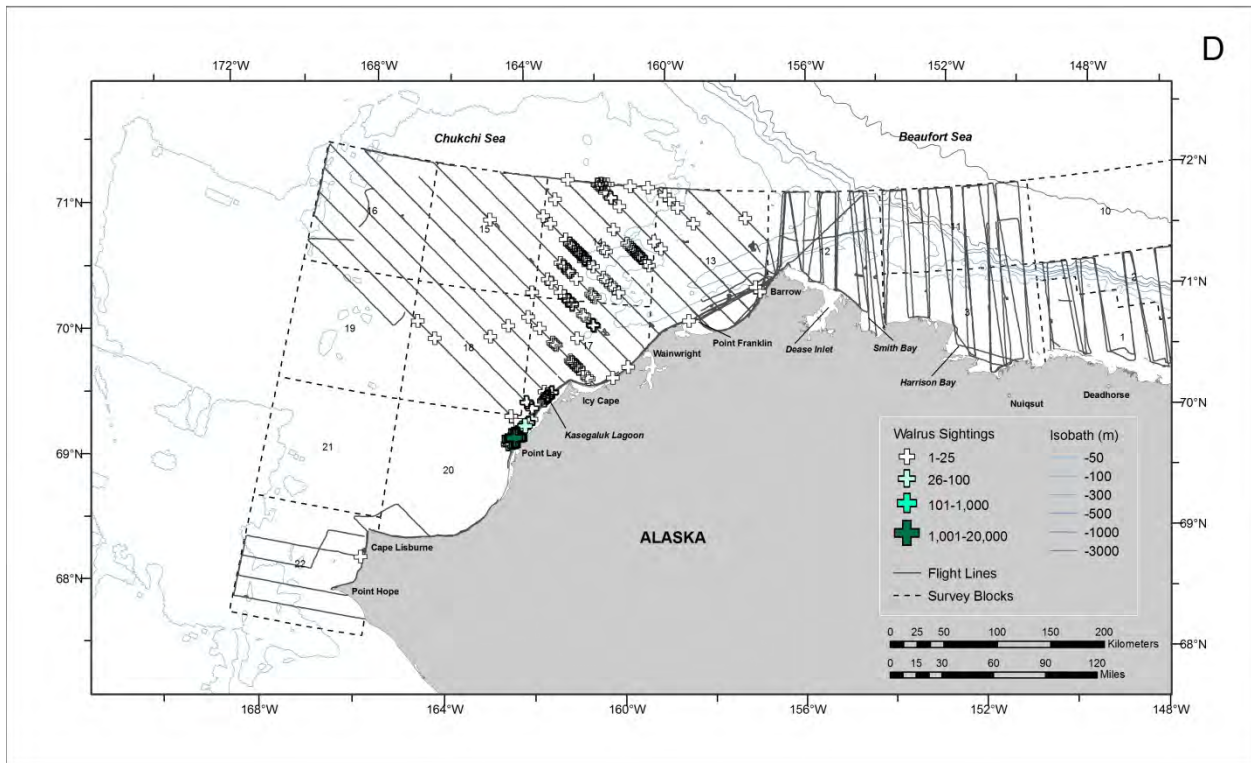 D
172°W 168°W 164°W 160°W 156°W 152°W 148°W
Chukchi Sea
Beaufort Sea
72°N
71°N
10
16
15
14
13
11
2
71°N
Barrow
70°N
19
18
17
3
1
Wainwright
Point Franklin
Dease Inlet
Smith Bay
Harrison Bay
Icy Cape
Nuiqsut
Deadhorse
70°N
Kasegaluk Lagoon
69°N
21
20
Point Lay
Walrus Sightings
1-25
26-100
101-1,000
1,001-20,000
Isobath (m)
-50
-100
-300
-500
-1000
-3000
69°N
ALASKA
Cape Lisburne
22
68°N
Point Hope
Flight Lines
Survey Blocks
0 25 50 100 150 200
Kilometers
68°N
0 15 30 60 90 120
Miles
168°W 164°W 160°W 156°W 152°W 148°W